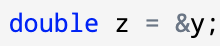 double z = &y;